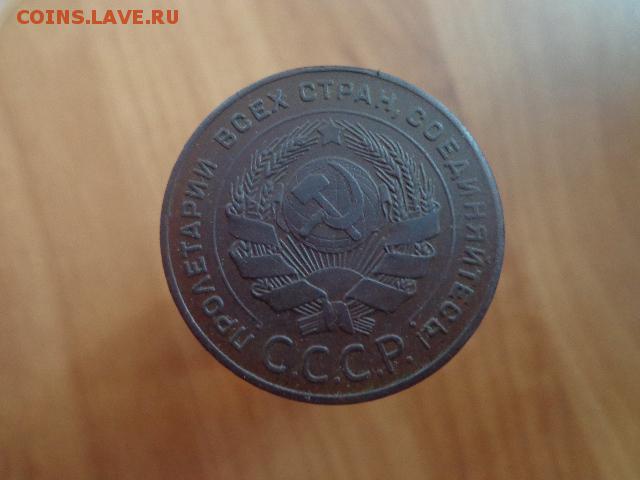 COINS.LAVE.RU
ПРОЛЕТАРИИ ВСЕХ СТРАН, СОЕДИНЯЙТЕСЬ!
С.С.С.Р.